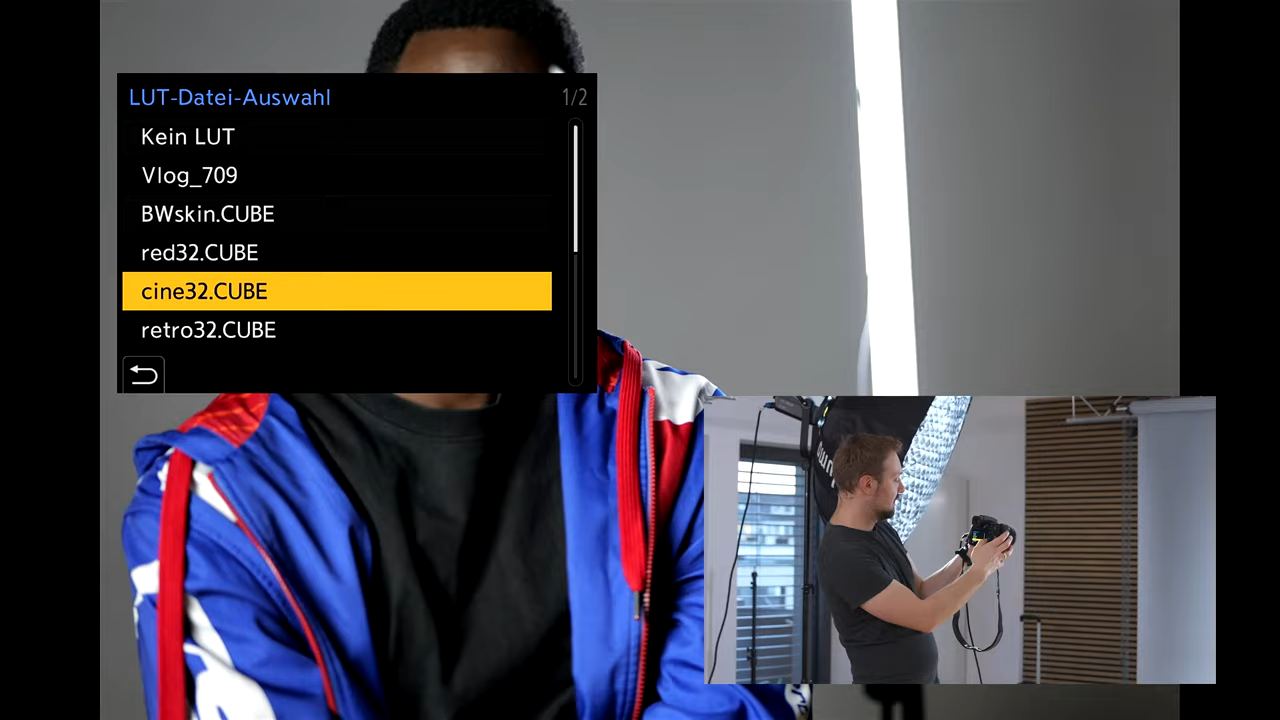 LUT-Datei-Auswahl
1/2
Kein LUT
Vlog_709
BWskin.CUBE
red32.CUBE
cine32.CUBE
retro32.CUBE